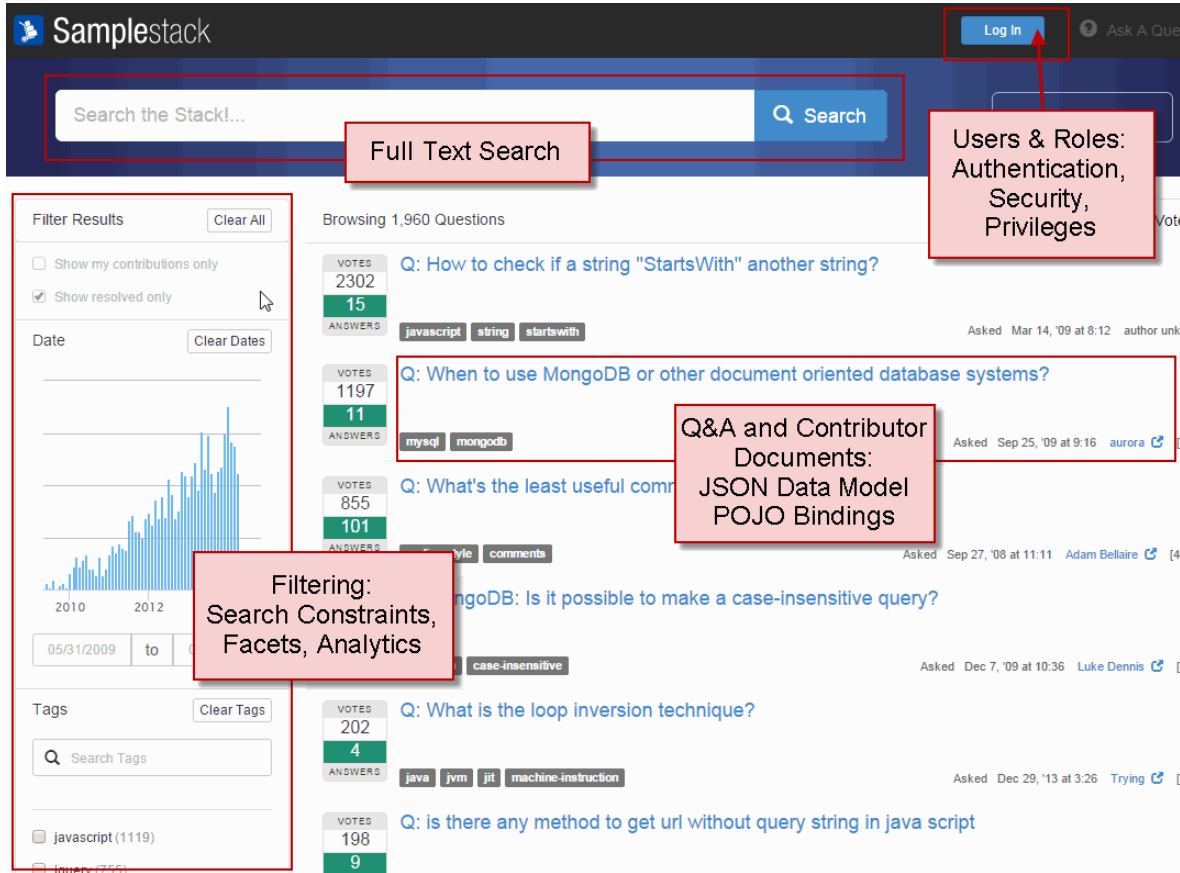 Samplestack
Log In
Ask A Que
Search the Stack!...
Search
Full Text Search
Users & Roles:
Authentication,
Security,
Privileges
Filter Results
Clear All
Show my contributions only
Show resolved only
Date
Clear Dates
2010 2012
05/31/2009 to
Filtering:
Search Constraints,
Facets, Analytics
Tags
Clear Tags
Search Tags
javascript (1119)
jquery (755)
Browsing 1,960 Questions
VOTES
2302
15
ANSWERS
Q: How to check if a string "StartsWith" another string?
javascript string startswith
Asked Mar 14, '09 at 8:12 author unk
VOTES
1197
11
ANSWERS
Q: When to use MongoDB or other document oriented database systems?
mysql mongodb
Asked Sep 25, '09 at 9:16 aurora
Q&A and Contributor
Documents:
JSON Data Model
POJO Bindings
VOTES
855
101
ANSWERS
Q: What's the least useful comm
comments
Asked Sep 27, '08 at 11:11 Adam Bellaire [4
ngoDB: Is it possible to make a case-insensitive query?
case-insensitive
Asked Dec 7, '09 at 10:36 Luke Dennis
VOTES
202
4
ANSWERS
Q: What is the loop inversion technique?
java jvm jit machine-instruction
Asked Dec 29, '13 at 3:26 Trying
VOTES
198
9
Q: is there any method to get url without query string in java script